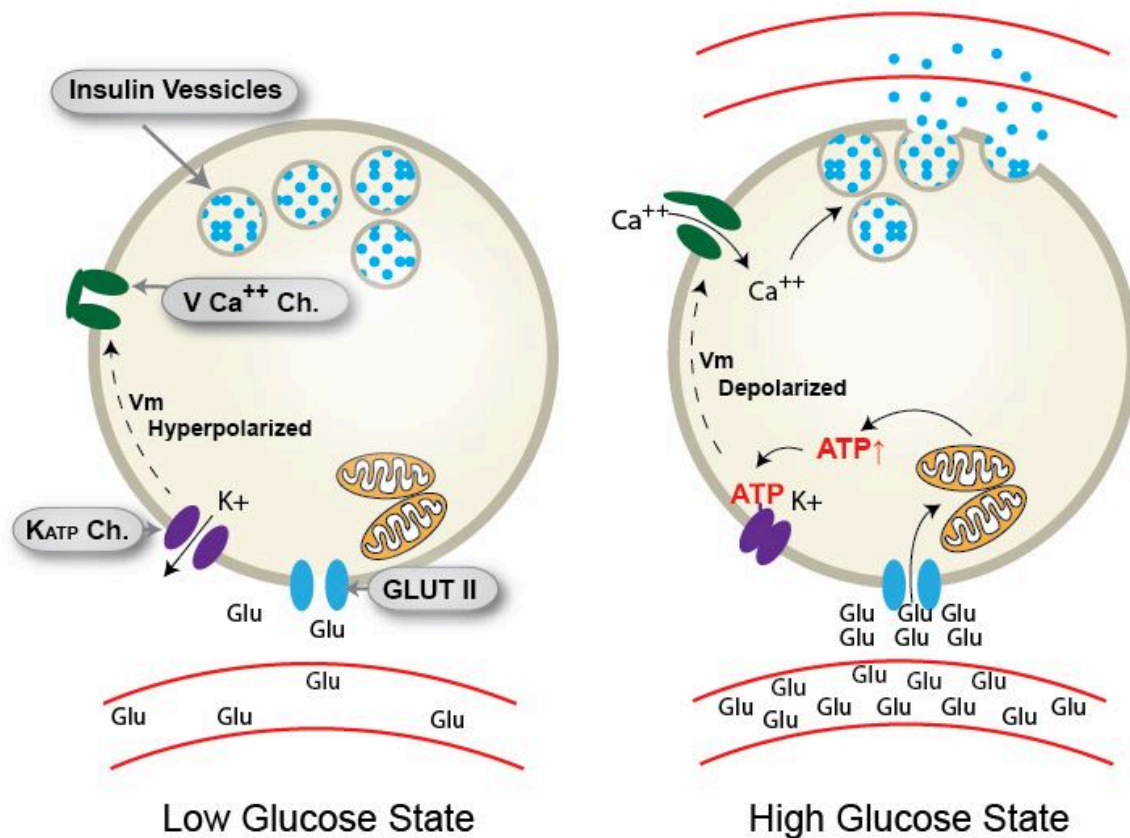 Insulin Vessicles
V Ca++ Ch.
Vm
Hyperpolarized
K+
KATP Ch.
GLUT II
Glu
Glu
Glu
Glu
Glu
Glu
Low Glucose State
Ca++
Ca++
Vm
Depolarized
ATP↑
ATP
K+
Glu Glu Glu
Glu Glu Glu
Glu
Glu
Glu
Glu
Glu
Glu
Glu
Glu
Glu
Glu
Glu
High Glucose State